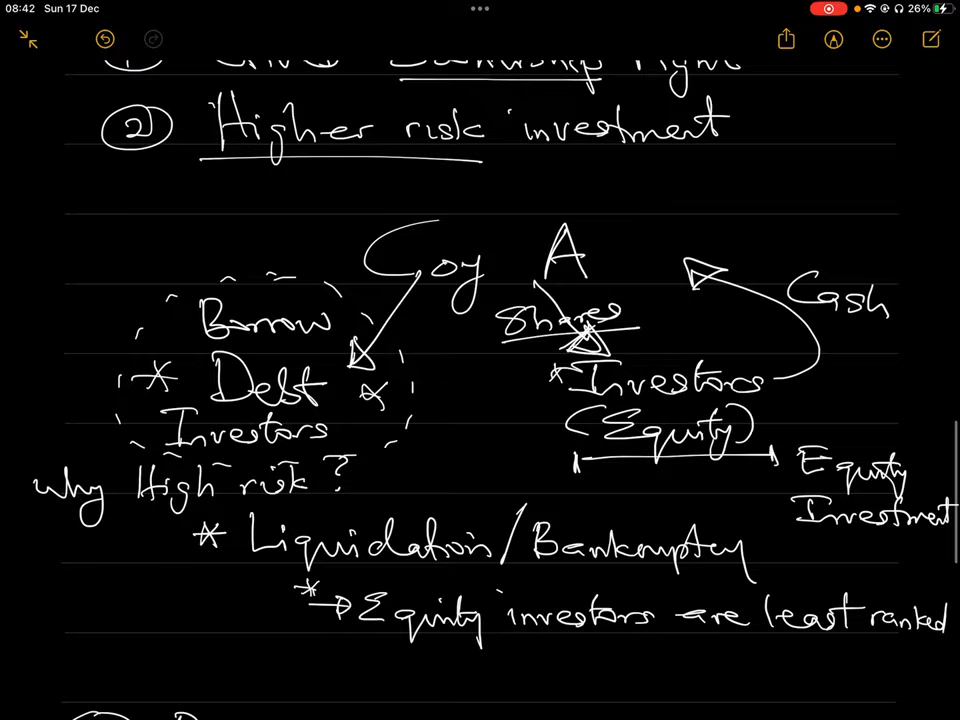 08:42 Sun 17 Dec 26%
② Higher risk investment
Coy A
Cash
Borrow
Shares
* Debt *
* Investors
Investors
(Equity)
Equity
Investment
Why High risk?
* Liquidation/Bankruptcy
* → Equity investors are least ranked